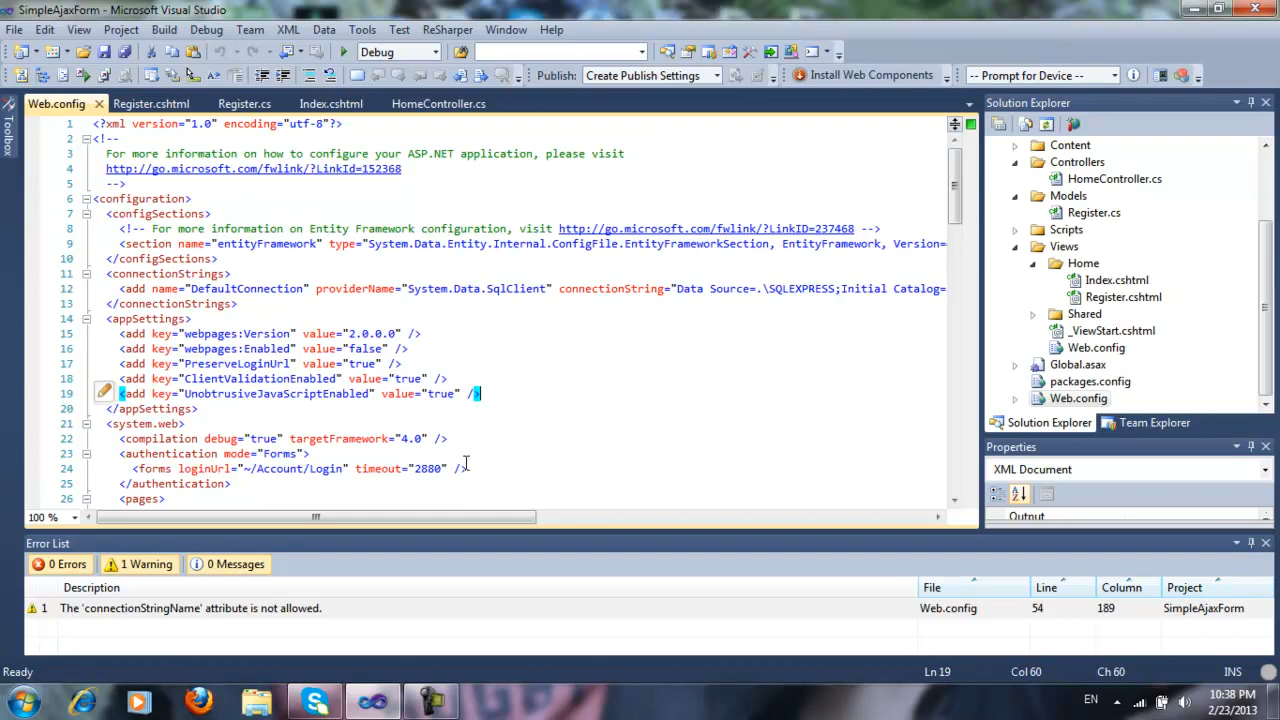 SimpleAjaxForm - Microsoft Visual Studio
File Edit View Project Build Debug Team XML Data Tools Test ReSharper Window Help
Debug
Publish: Create Publish Settings Install Web Components -- Prompt for Device --
Toolbox
Web.config Register.cshtml Register.cs Index.cshtml HomeController.cs
1 <?xml version="1.0" encoding="utf-8"?>
2 <!--
3 For more information on how to configure your ASP.NET application, please visit
4 http://go.microsoft.com/fwlink/?LinkId=152368
5 -->
6 <configuration>
7 <configSections>
8 <!-- For more information on Entity Framework configuration, visit http://go.microsoft.com/fwlink/?LinkID=237468 -->
9 <section name="entityFramework" type="System.Data.Entity.Internal.ConfigFile.EntityFrameworkSection, EntityFramework, Version=
10 </configSections>
11 <connectionStrings>
12 <add name="DefaultConnection" providerName="System.Data.SqlClient" connectionString="Data Source=.\SQLEXPRESS;Initial Catalog=
13 </connectionStrings>
14 <appSettings>
15 <add key="webpages:Version" value="2.0.0.0" />
16 <add key="webpages:Enabled" value="false" />
17 <add key="PreserveLoginUrl" value="true" />
18 <add key="ClientValidationEnabled" value="true" />
19 <add key="UnobtrusiveJavaScriptEnabled" value="true" />
20 </appSettings>
21 <system.web>
22 <compilation debug="true" targetFramework="4.0" />
23 <authentication mode="Forms">
24 <forms loginUrl="~/Account/Login" timeout="2880" />
25 </authentication>
26 <pages>
100 %
Solution Explorer
Content
Controllers
HomeController.cs
Models
Register.cs
Scripts
Views
Home
Index.cshtml
Register.cshtml
Shared
_ViewStart.cshtml
Web.config
Global.asax
packages.config
Web.config
Solution Explorer Team Explorer
Properties
XML Document
Output
Error List
0 Errors 1 Warning 0 Messages
Description File Line Column Project
1 The 'connectionStringName' attribute is not allowed. Web.config 54 189 SimpleAjaxForm
Ready Ln 19 Col 60 Ch 60 INS
EN
10:38 PM
2/23/2013